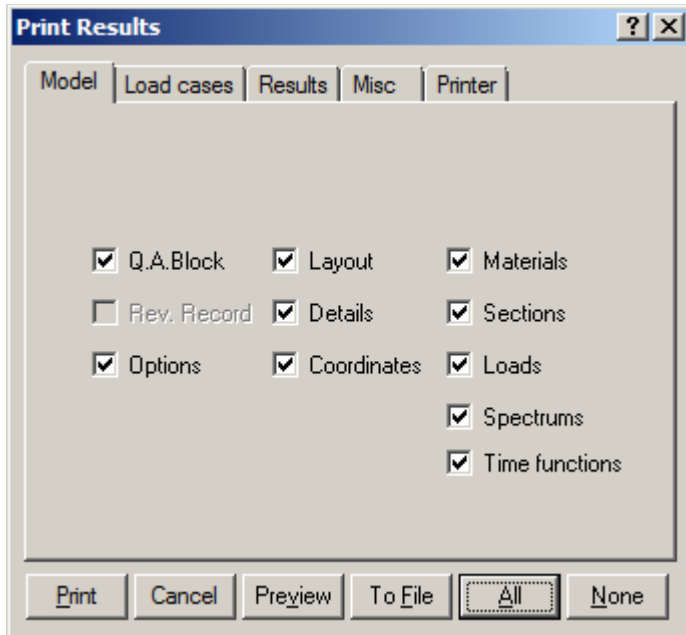 Print Results
Model Load cases Results Misc Printer
Q.A.Block Layout Materials
Rev. Record Details Sections
Options Coordinates Loads
Spectrums
Time functions
Print Cancel Preview To File All None